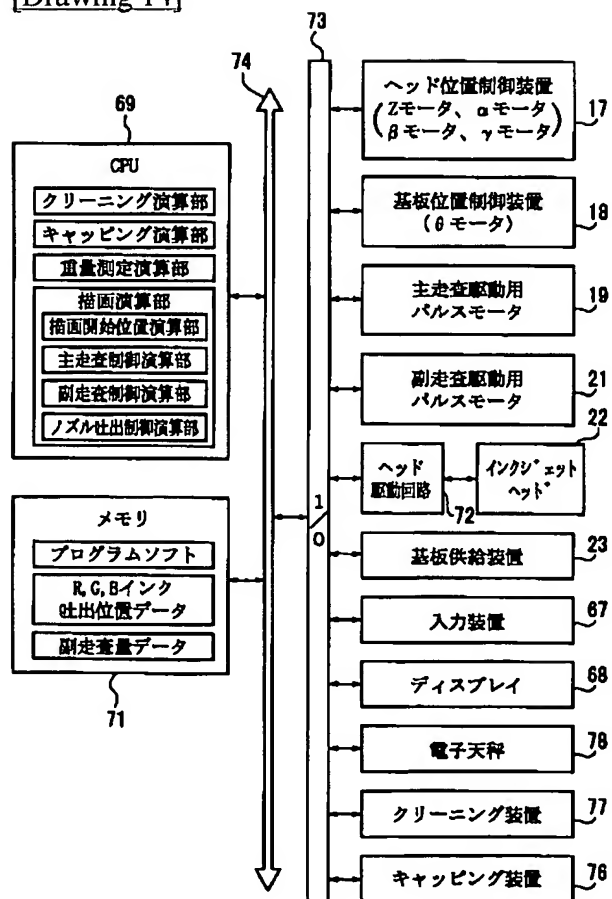 [Drawing 14]
73
74
69
CPU
クリーニング演算部
キャッピング演算部
重量測定演算部
描画演算部
描画開始位置演算部
主走査制御演算部
副走査制御演算部
ノズル吐出制御演算部
メモリ
プログラムソフト
R,G,Bインク
吐出位置データ
副走査量データ
71
I/O
ヘッド位置制御装置
(Zモータ、αモータ
βモータ、γモータ)
17
基板位置制御装置
(θモータ)
18
主走査駆動用
パルスモータ
19
副走査駆動用
パルスモータ
21
ヘッド
駆動回路
72
インクジェット
ヘッド
22
基板供給装置
23
入力装置
67
ディスプレイ
68
電子天秤
78
クリーニング装置
77
キャッピング装置
76